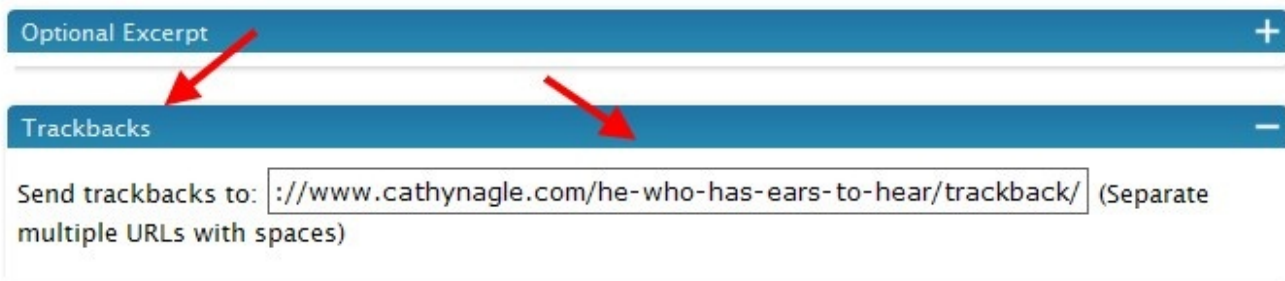 Optional Excerpt +
Trackbacks −
Send trackbacks to: ://www.cathynagle.com/he-who-has-ears-to-hear/trackback/ (Separate
multiple URLs with spaces)